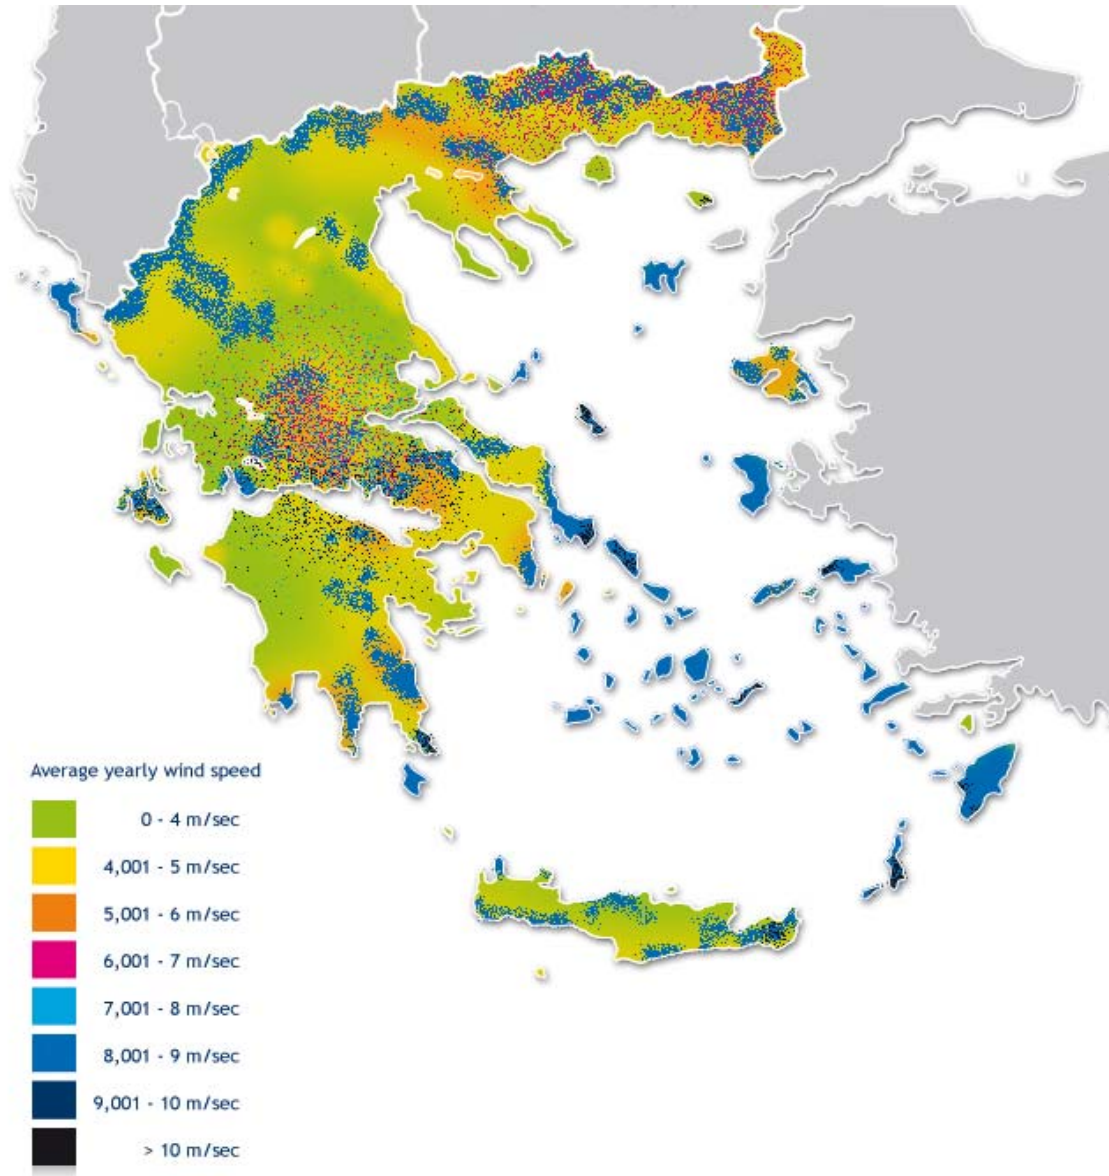 Average yearly wind speed
0 - 4 m/sec
4,001 - 5 m/sec
5,001 - 6 m/sec
6,001 - 7 m/sec
7,001 - 8 m/sec
8,001 - 9 m/sec
9,001 - 10 m/sec
> 10 m/sec